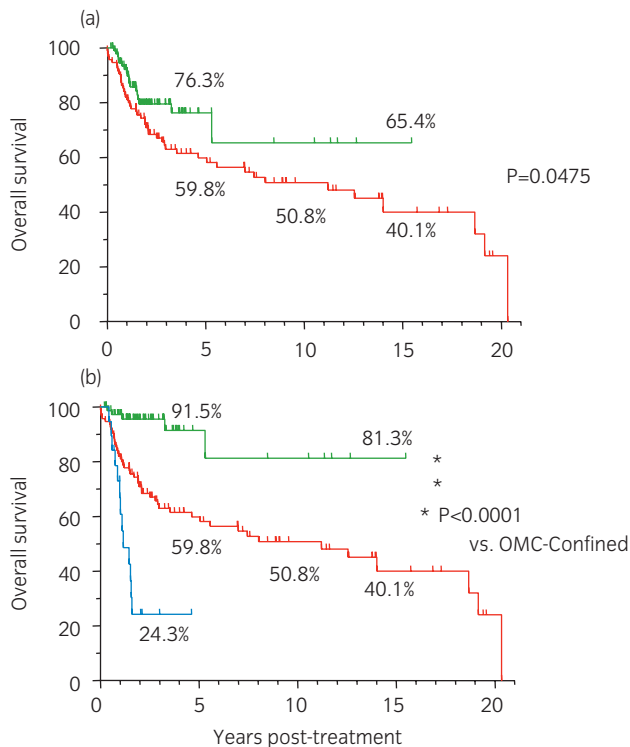 (a)
100
80
60
40
20
0
Overall survival
76.3%
65.4%
59.8%
50.8%
40.1%
P=0.0475
0 5 10 15 20
(b)
100
80
60
40
20
0
Overall survival
91.5%
81.3%
*
*
* P<0.0001
vs. OMC-Confined
59.8%
50.8%
40.1%
24.3%
0 5 10 15 20
Years post-treatment